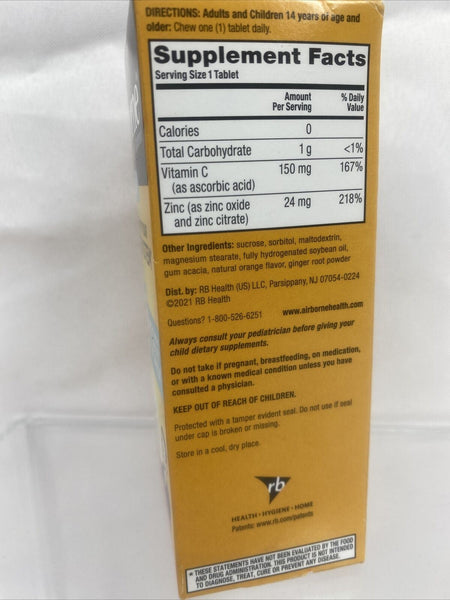 DIRECTIONS: Adults and Children 14 years of age and
older: Chew one (1) tablet daily.
Supplement Facts
Serving Size 1 Tablet
Amount Per Serving % Daily Value
Calories 0
Total Carbohydrate 1 g <1%
Vitamin C 150 mg 167%
(as ascorbic acid)
Zinc (as zinc oxide 24 mg 218%
and zinc citrate)
Other Ingredients: sucrose, sorbitol, maltodextrin,
magnesium stearate, fully hydrogenated soybean oil,
gum acacia, natural orange flavor, ginger root powder
Dist. by: RB Health (US) LLC, Parsippany, NJ 07054-0224
©2021 RB Health
Questions? 1-800-526-6251 www.airbornehealth.com
Always consult your pediatrician before giving your
child dietary supplements.
Do not take if pregnant, breastfeeding, on medication,
or with a known medical condition unless you have
consulted a physician.
KEEP OUT OF REACH OF CHILDREN.
Protected with a tamper evident seal. Do not use if seal
under cap is broken or missing.
Store in a cool, dry place.
rb
HEALTH • HYGIENE • HOME
Patents: www.rb.com/patents
* THESE STATEMENTS HAVE NOT BEEN EVALUATED BY THE FOOD
AND DRUG ADMINISTRATION. THIS PRODUCT IS NOT INTENDED
TO DIAGNOSE, TREAT, CURE OR PREVENT ANY DISEASE.